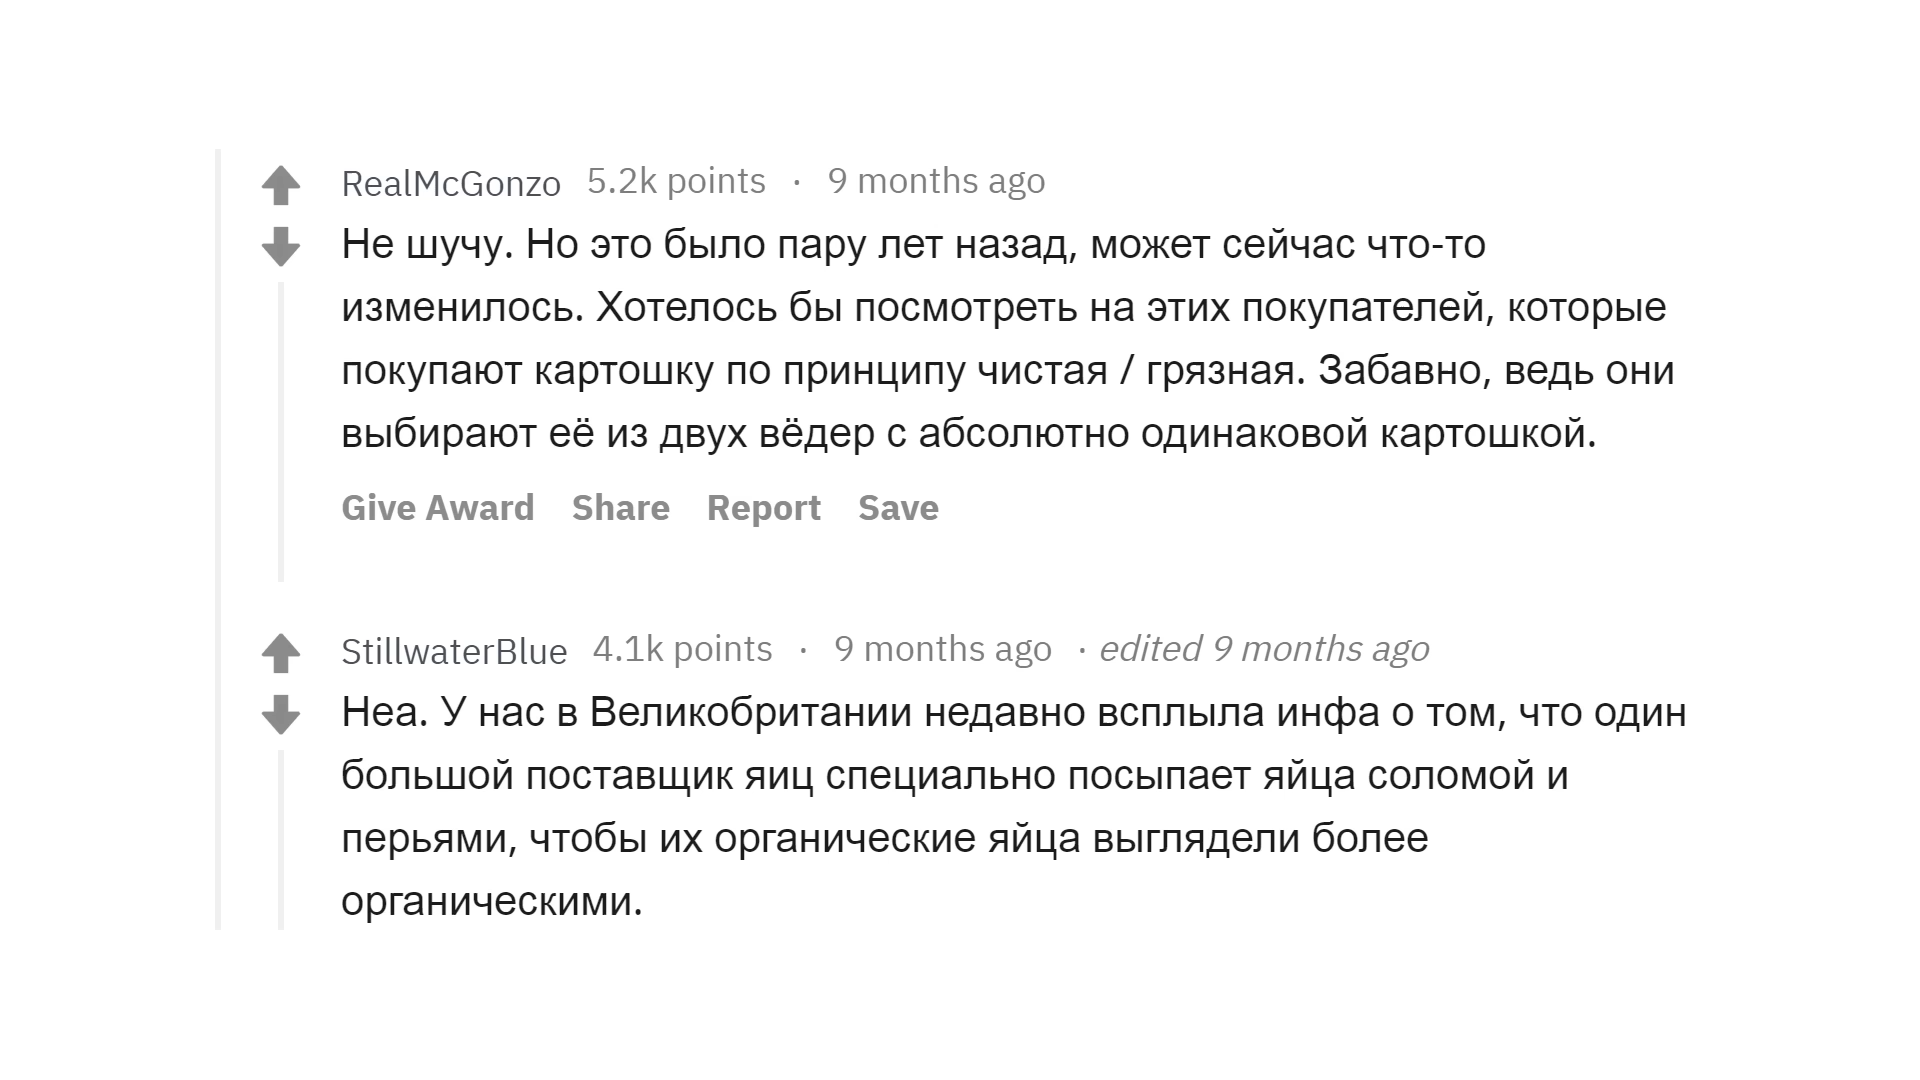 RealMcGonzo 5.2k points · 9 months ago
Не шучу. Но это было пару лет назад, может сейчас что-то
изменилось. Хотелось бы посмотреть на этих покупателей, которые
покупают картошку по принципу чистая / грязная. Забавно, ведь они
выбирают её из двух вёдер с абсолютно одинаковой картошкой.
Give Award Share Report Save
StillwaterBlue 4.1k points · 9 months ago · edited 9 months ago
Неа. У нас в Великобритании недавно всплыла инфа о том, что один
большой поставщик яиц специально посыпает яйца соломой и
перьями, чтобы их органические яйца выглядели более
органическими.